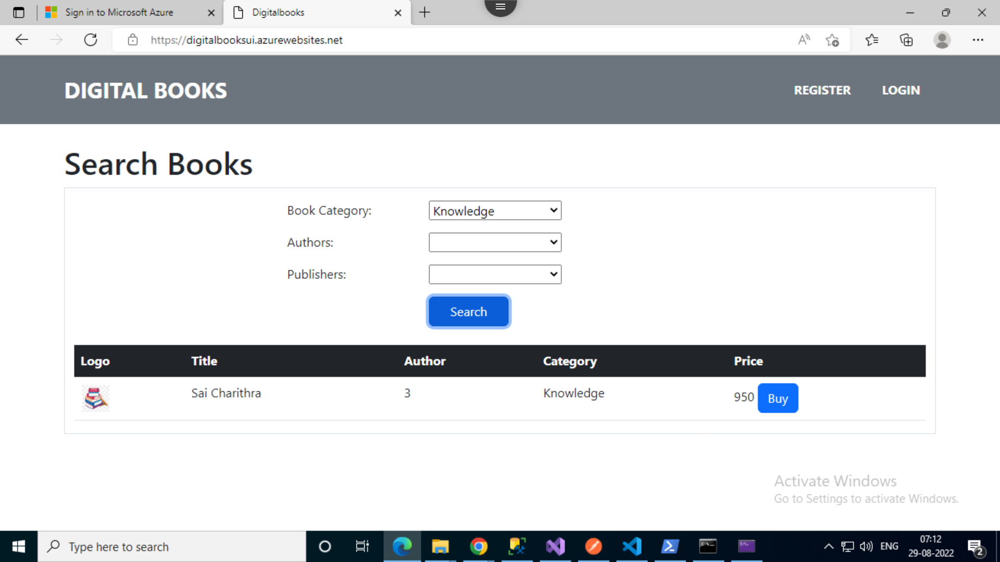 Sign in to Microsoft Azure
Digitalbooks
https://digitalbooksui.azurewebsites.net
DIGITAL BOOKS
REGISTER
LOGIN
Search Books
Book Category:
Knowledge
Authors:
Publishers:
Search
Logo
Title
Author
Category
Price
Sai Charithra
3
Knowledge
950
Buy
Activate Windows
Go to Settings to activate Windows.
Type here to search
ENG
07:12
29-08-2022
2